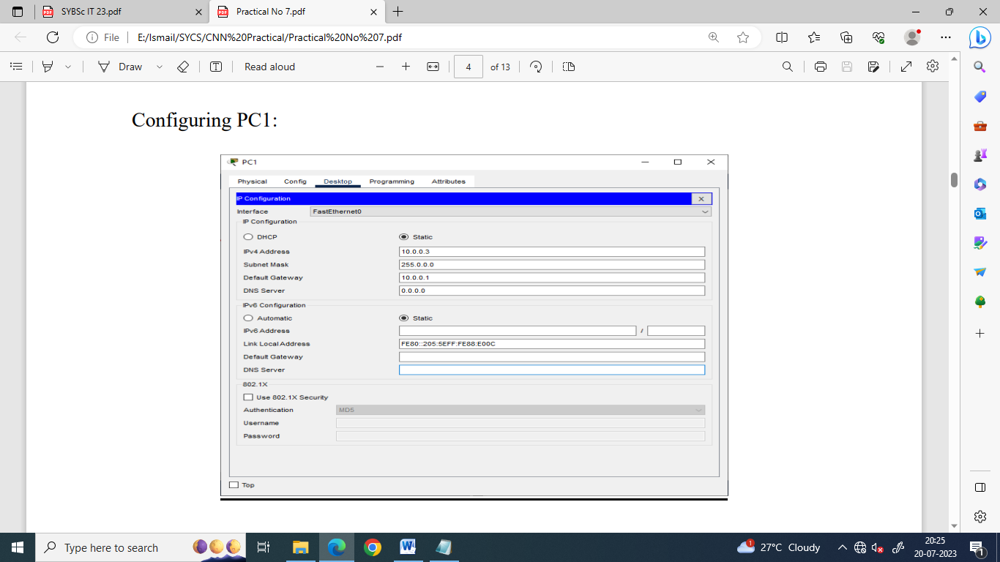 SYBSc IT 23.pdf
Practical No 7.pdf
File
E:/Ismail/SYCS/CNN%20Practical/Practical%20No%207.pdf
Draw
Read aloud
4
of 13
Configuring PC1:
PC1
Physical Config Desktop Programming Attributes
IP Configuration
Interface FastEthernet0
IP Configuration
DHCP Static
IPv4 Address 10.0.0.3
Subnet Mask 255.0.0.0
Default Gateway 10.0.0.1
DNS Server 0.0.0.0
IPv6 Configuration
Automatic Static
IPv6 Address /
Link Local Address FE80::205:5EFF:FE88:E00C
Default Gateway
DNS Server
802.1X
Use 802.1X Security
Authentication MD5
Username
Password
Top
Type here to search
1
27°C Cloudy
20:25
20-07-2023
1